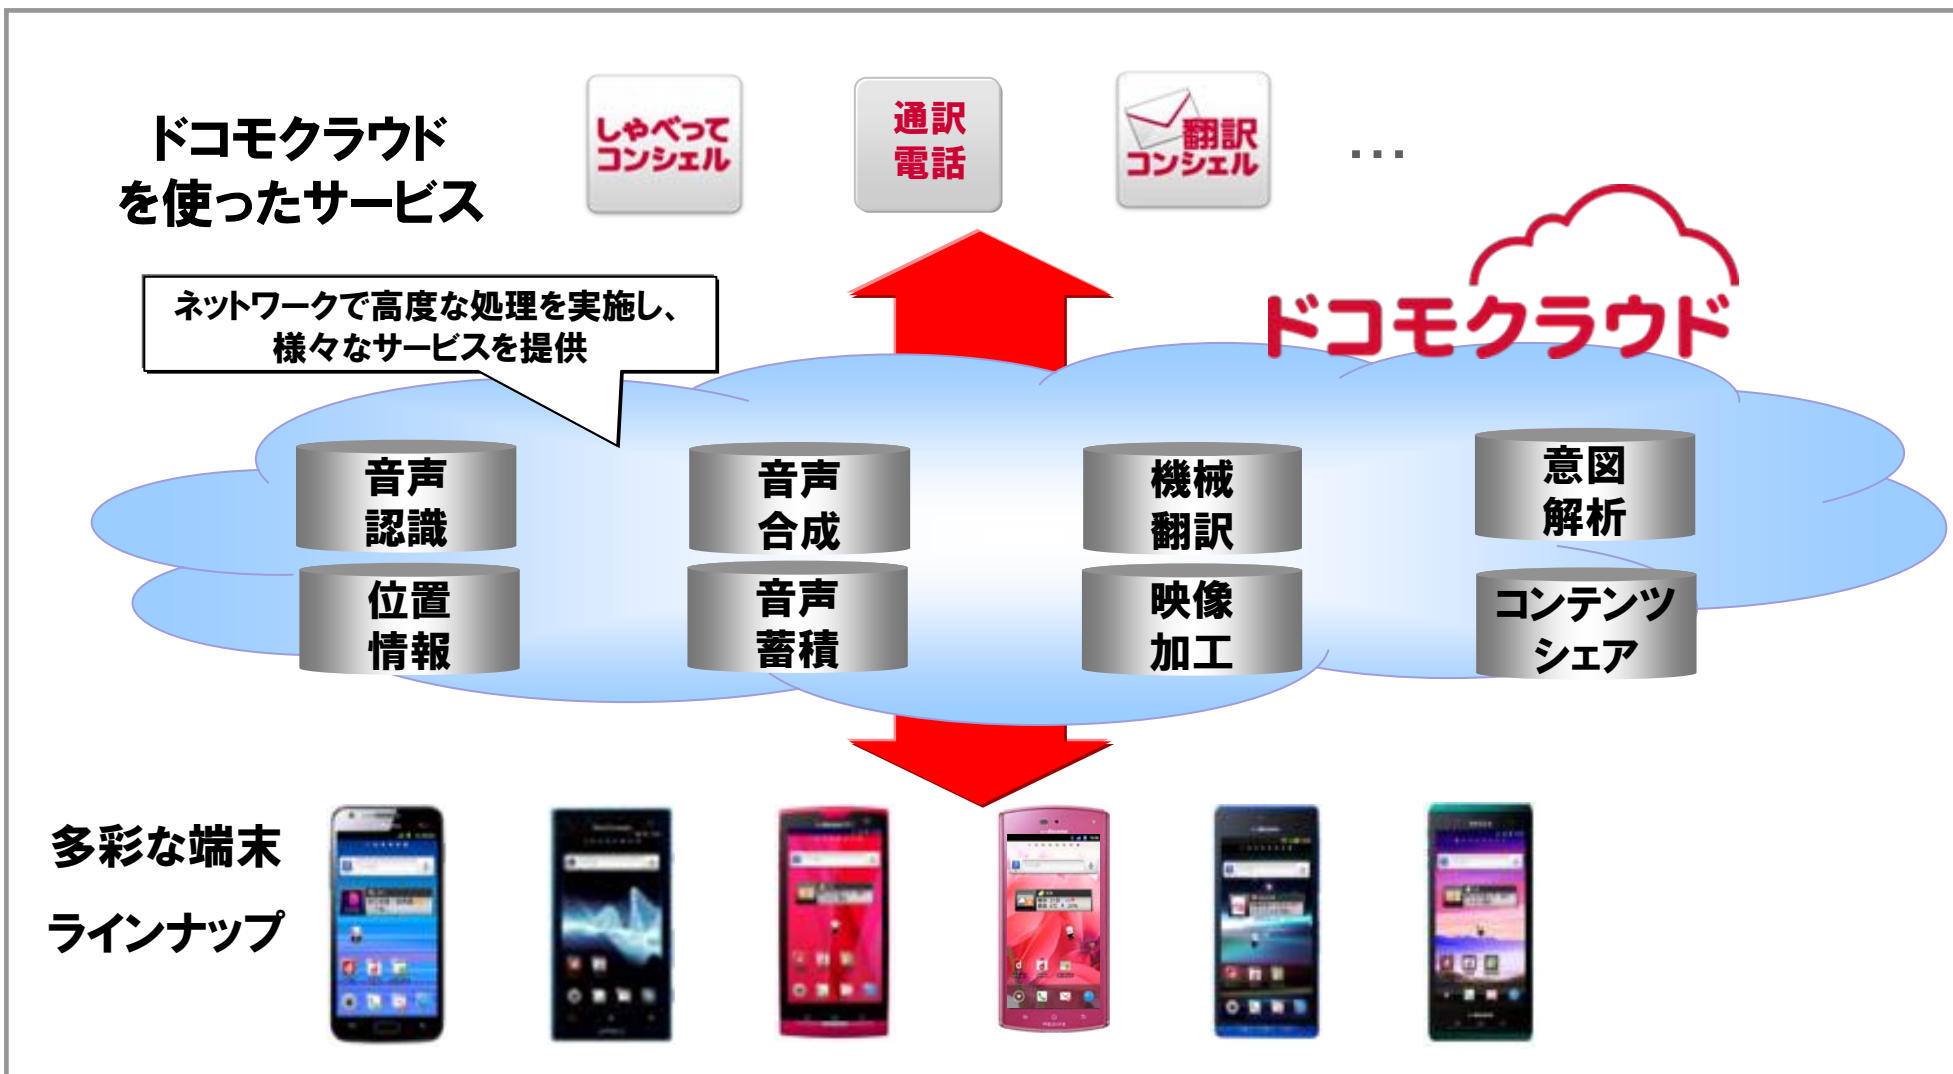 ドコモクラウド
を使ったサービス
しゃべって
コンシェル
通訳
電話
翻訳
コンシェル
...
ネットワークで高度な処理を実施し、
様々なサービスを提供
ドコモクラウド
音声
認識
音声
合成
機械
翻訳
意図
解析
位置
情報
音声
蓄積
映像
加工
コンテンツ
シェア
多彩な端末
ラインナップ